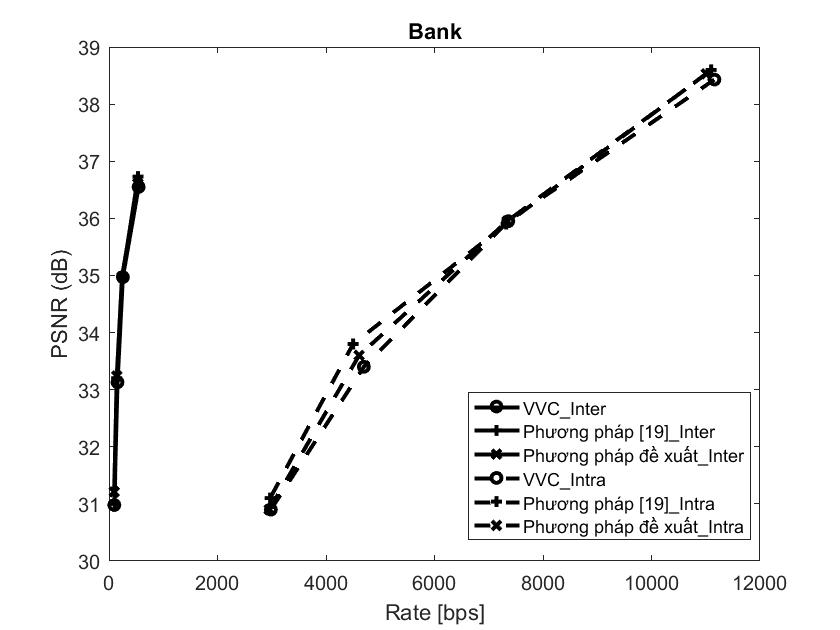 Bank
39
38
37
36
35
34
33
32
31
30
PSNR (dB)
VVC_Inter
Phương pháp [19]_Inter
Phương pháp đề xuất_Inter
VVC_Intra
Phương pháp [19]_Intra
Phương pháp đề xuất_Intra
0 2000 4000 6000 8000 10000 12000
Rate [bps]